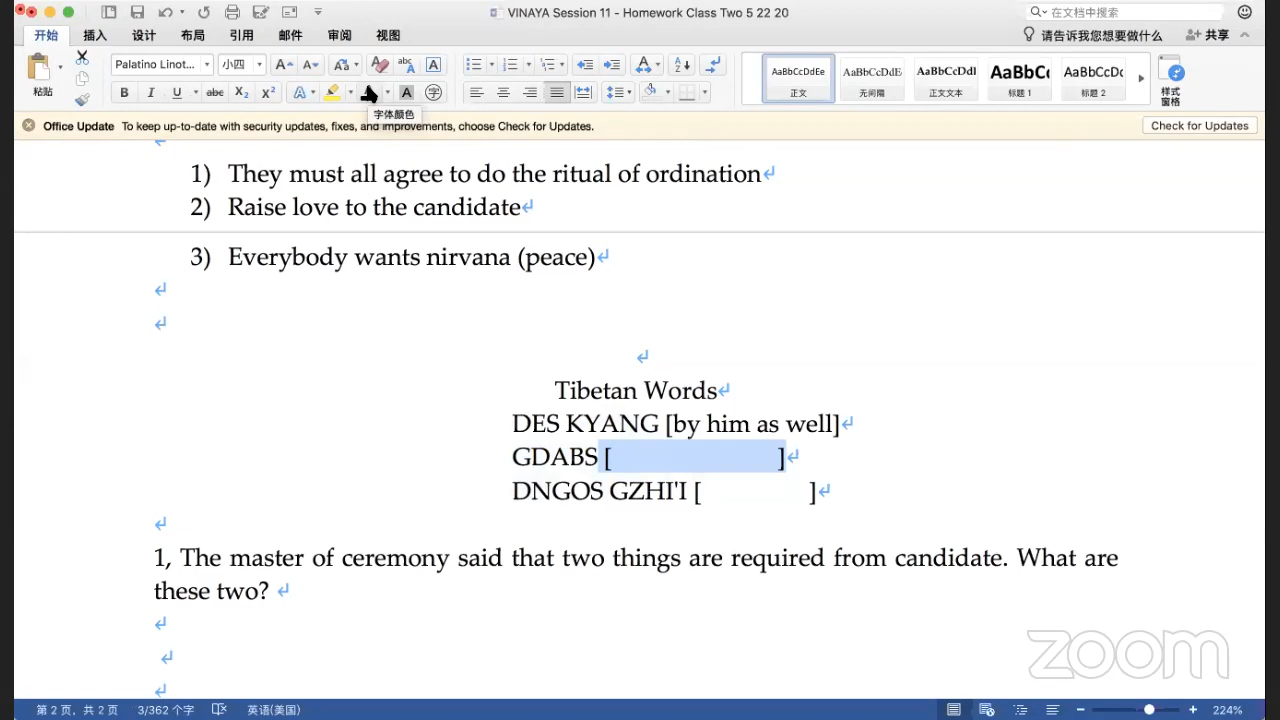 VINAYA Session 11 - Homework Class Two 5 22 20
在文档中搜索
开始 插入 设计 布局 引用 邮件 审阅 视图
告诉我您想要做什么
共享
粘贴
Palatino Linot... 小四
AaBbCcDdEe AaBbCcDdE AaBbCcDdI AaBbCc AaBbCcDc
正文 无间隔 正文文本 标题 1 标题 2
样式
窗格
字体颜色
Office Update To keep up-to-date with security updates, fixes, and improvements, choose Check for Updates.
Check for Updates
1) They must all agree to do the ritual of ordination
2) Raise love to the candidate
3) Everybody wants nirvana (peace)
Tibetan Words
DES KYANG [by him as well]
GDABS [ ]
DNGOS GZHI'I [ ]
1, The master of ceremony said that two things are required from candidate. What are
these two?
zoom
第 2 页，共 2 页 3/362 个字 英语(美国) 224%